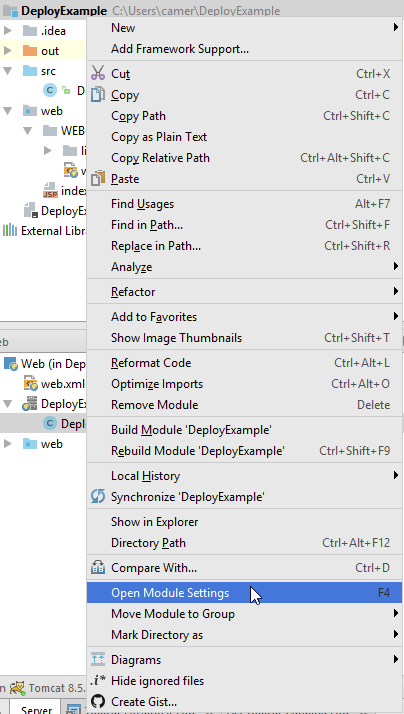 DeployExample C:\Users\camer\DeployExample
.idea
New
out
Add Framework Support...
src
Cut Ctrl+X
D
Copy Ctrl+C
web
Copy Path Ctrl+Shift+C
WEB
Copy as Plain Text
li
Copy Relative Path Ctrl+Alt+Shift+C
w
Paste Ctrl+V
index
JSP
DeployEx
Find Usages Alt+F7
External Libr
Find in Path... Ctrl+Shift+F
Replace in Path... Ctrl+Shift+R
Analyze
Refactor
Add to Favorites
Show Image Thumbnails Ctrl+Shift+T
eb
Web (in Dep
Reformat Code Ctrl+Alt+L
web.xml
Optimize Imports Ctrl+Alt+O
DeployEx
Remove Module Delete
Depl
Build Module 'DeployExample'
web
Rebuild Module 'DeployExample' Ctrl+Shift+F9
Local History
Synchronize 'DeployExample'
Show in Explorer
Directory Path Ctrl+Alt+F12
Compare With... Ctrl+D
Open Module Settings F4
Move Module to Group
Mark Directory as
Diagrams
n Tomcat 8.5.
.i* Hide ignored files
Create Gist...
Server